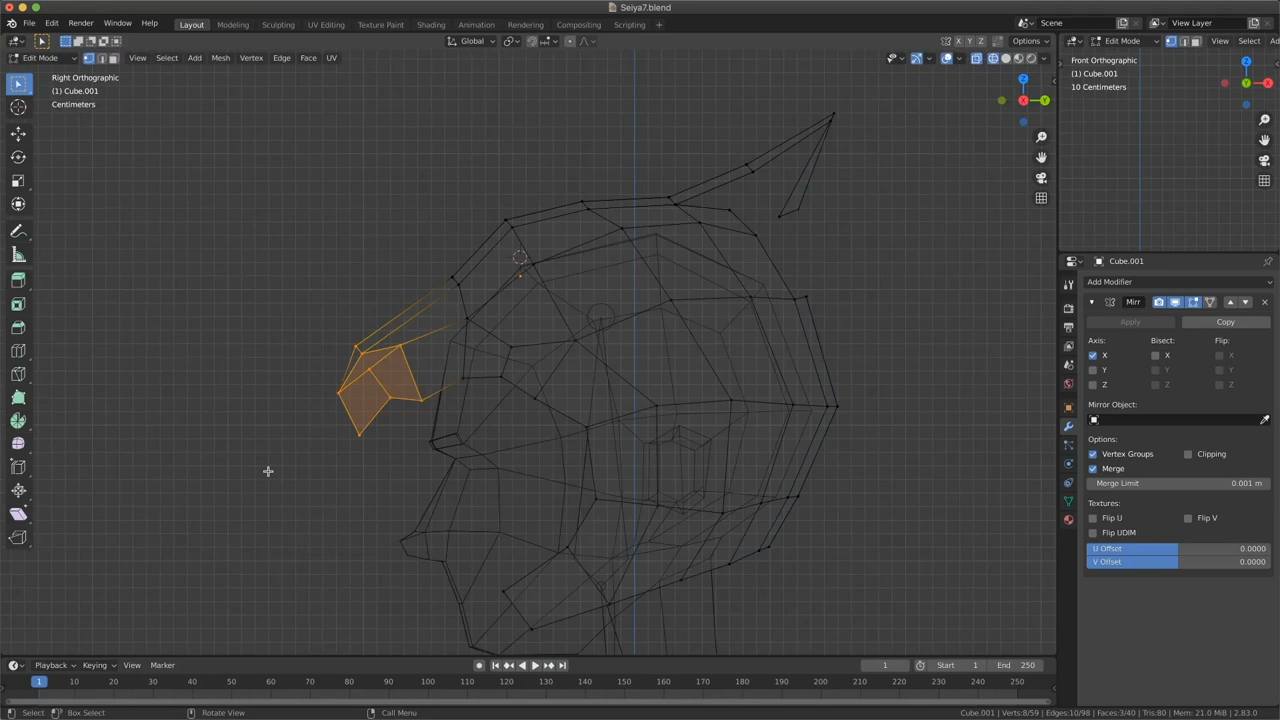 Seiya7.blend
File Edit Render Window Help Layout Modeling Sculpting UV Editing Texture Paint Shading Animation Rendering Compositing Scripting Scene View Layer
Global X Y Z Options Edit Mode View Select Ad
Edit Mode View Select Add Mesh Vertex Edge Face UV
Right Orthographic
(1) Cube.001
Centimeters
Z
X
Y
Front Orthographic
(1) Cube.001
10 Centimeters
Z
Y
X
Cube.001
Add Modifier
Mirr
Apply Copy
Axis: Bisect: Flip:
X X X
Y Y Y
Z Z Z
Mirror Object:
Options:
Vertex Groups Clipping
Merge
Merge Limit 0.001 m
Textures:
Flip U Flip V
Flip UDIM
U Offset 0.0000
V Offset 0.0000
Playback Keying View Marker 1 Start 1 End 250
1 10 20 30 40 50 60 70 80 90 100 110 120 130 140 150 160 170 180 190 200 210 220 230 240 250
Select Box Select Rotate View Call Menu Cube.001 | Verts:8/59 | Edges:10/98 | Faces:3/40 | Tris:80 | Mem: 21.0 MiB | 2.83.0